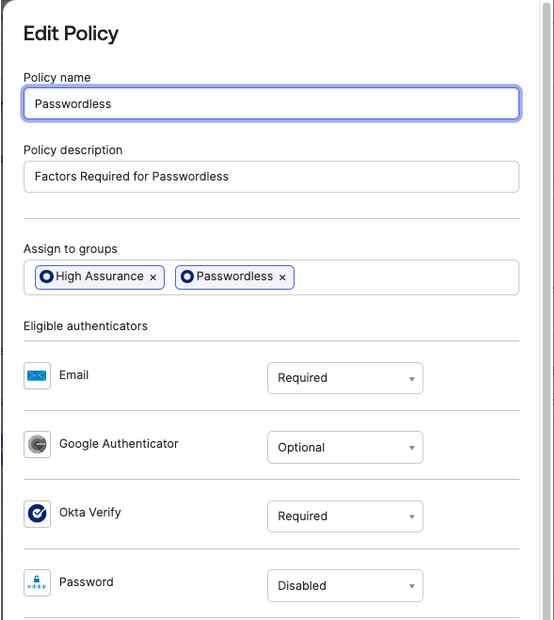 Edit Policy
Policy name
Passwordless
Policy description
Factors Required for Passwordless
Assign to groups
High Assurance × Passwordless ×
Eligible authenticators
Email Required
Google Authenticator Optional
Okta Verify Required
Password Disabled